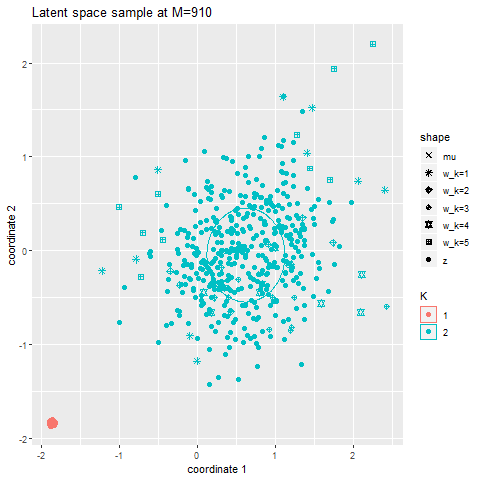 Latent space sample at M=910
2
1
0
-1
-2
-2
-1
0
1
2
coordinate 1
coordinate 2
shape
mu
w_k=1
w_k=2
w_k=3
w_k=4
w_k=5
z
K
1
2